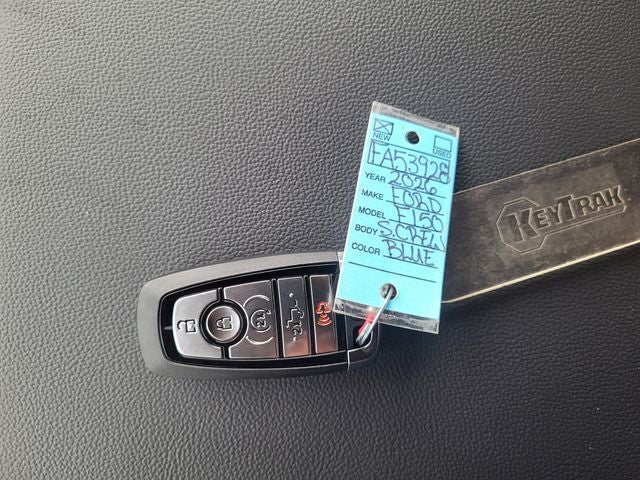 NEW
USED
FA53928
YEAR 2026
MAKE FORD
MODEL F150
BODY S.CREW
COLOR BLUE
KEYTRAK